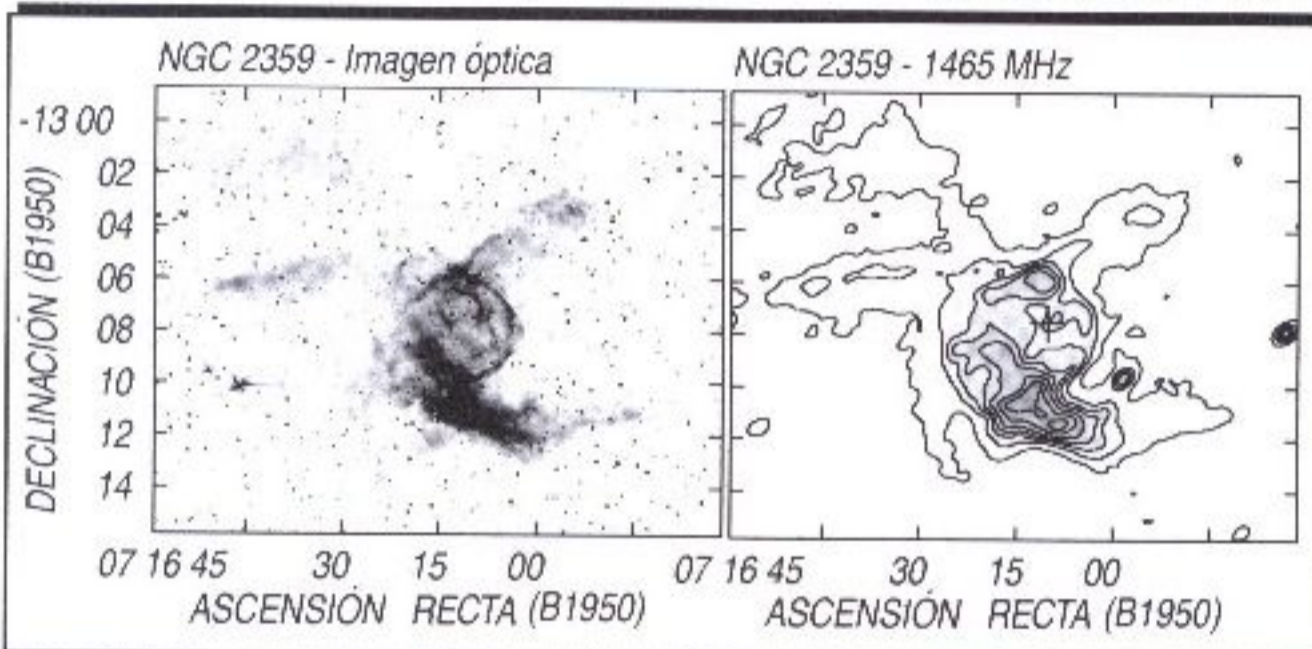 NGC 2359 - Imagen óptica
NGC 2359 - 1465 MHz
DECLINACION (B1950)
-13 00
02
04
06
08
10
12
14
07 16 45 30 15 00
07 16 45 30 15 00
ASCENSIÓN RECTA (B1950)
ASCENSIÓN RECTA (B1950)